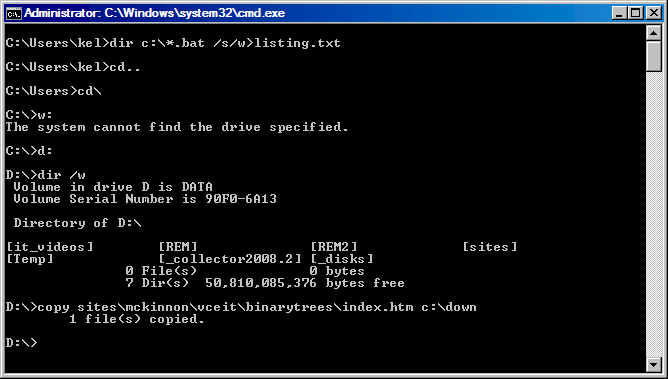 Administrator: C:\Windows\system32\cmd.exe
C:\Users\kel>dir c:\*.bat /s/w>listing.txt
C:\Users\kel>cd..
C:\Users>cd\
C:\>w:
The system cannot find the drive specified.
C:\>d:
D:\>dir /w
 Volume in drive D is DATA
 Volume Serial Number is 90F0-6A13
 Directory of D:\
[it_videos]        [REM]              [REM2]             [sites]
[Temp]             [_collector2008.2] [_disks]
               0 File(s)              0 bytes
               7 Dir(s)  50,810,085,376 bytes free
D:\>copy sites\mckinnon\vceit\binarytrees\index.htm c:\down
        1 file(s) copied.
D:\>